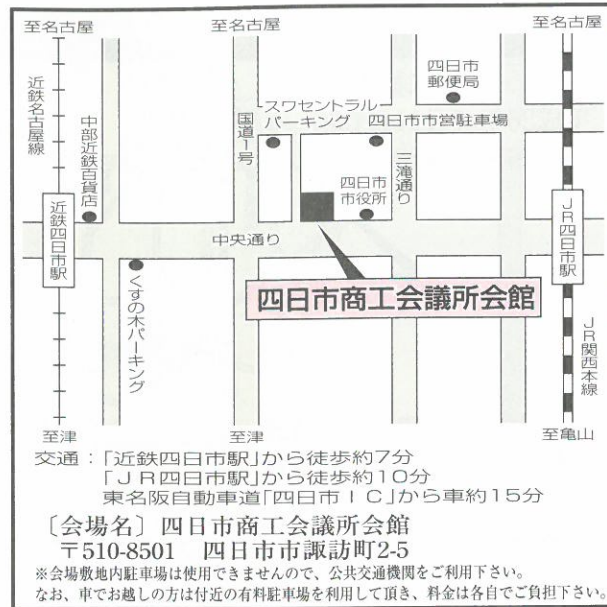 至名古屋
至名古屋
至名古屋
近鉄名古屋線
中部近鉄百貨店
国道1号
スワセントラル
パーキング
四日市
郵便局
四日市市営駐車場
三滝通り
四日市
市役所
近鉄四日市駅
JR四日市駅
中央通り
くすの木パーキング
四日市商工会議所会館
JR関西本線
至津
至津
至亀山
交通：「近鉄四日市駅」から徒歩約7分
「JR四日市駅」から徒歩約10分
東名阪自動車道「四日市IC」から車約15分
〔会場名〕四日市商工会議所会館
〒510-8501　四日市市諏訪町2-5
※会場敷地内駐車場は使用できませんので、公共交通機関をご利用下さい。
なお、車でお越しの方は付近の有料駐車場を利用して頂き、料金は各自でご負担下さい。